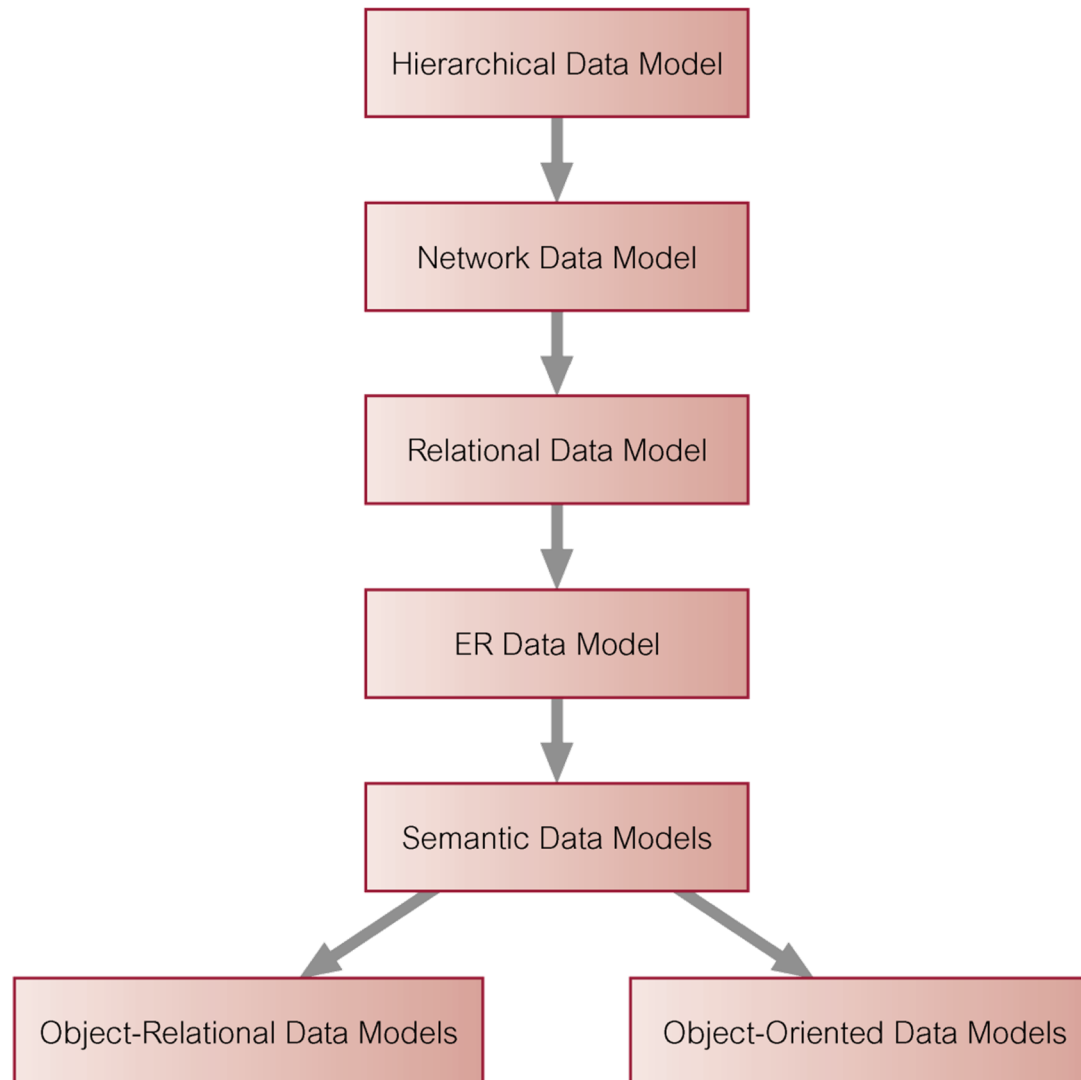 Hierarchical Data Model
Network Data Model
Relational Data Model
ER Data Model
Semantic Data Models
Object-Relational Data Models
Object-Oriented Data Models